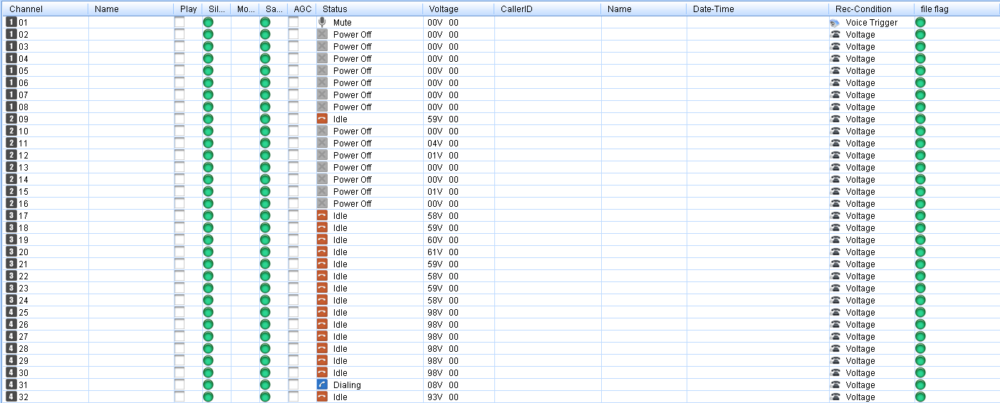 Channel Name Play Sil... Mo... Sa... AGC Status Voltage CallerID Name Date-Time Rec-Condition file flag
1 01 Mute 00V 00 Voice Trigger
1 02 Power Off 00V 00 Voltage
1 03 Power Off 00V 00 Voltage
1 04 Power Off 00V 00 Voltage
1 05 Power Off 00V 00 Voltage
1 06 Power Off 00V 00 Voltage
1 07 Power Off 00V 00 Voltage
1 08 Power Off 00V 00 Voltage
2 09 Idle 59V 00 Voltage
2 10 Power Off 00V 00 Voltage
2 11 Power Off 04V 00 Voltage
2 12 Power Off 01V 00 Voltage
2 13 Power Off 00V 00 Voltage
2 14 Power Off 00V 00 Voltage
2 15 Power Off 01V 00 Voltage
2 16 Power Off 00V 00 Voltage
3 17 Idle 58V 00 Voltage
3 18 Idle 59V 00 Voltage
3 19 Idle 60V 00 Voltage
3 20 Idle 61V 00 Voltage
3 21 Idle 59V 00 Voltage
3 22 Idle 58V 00 Voltage
3 23 Idle 59V 00 Voltage
3 24 Idle 58V 00 Voltage
4 25 Idle 98V 00 Voltage
4 26 Idle 98V 00 Voltage
4 27 Idle 98V 00 Voltage
4 28 Idle 98V 00 Voltage
4 29 Idle 98V 00 Voltage
4 30 Idle 98V 00 Voltage
4 31 Dialing 08V 00 Voltage
4 32 Idle 93V 00 Voltage